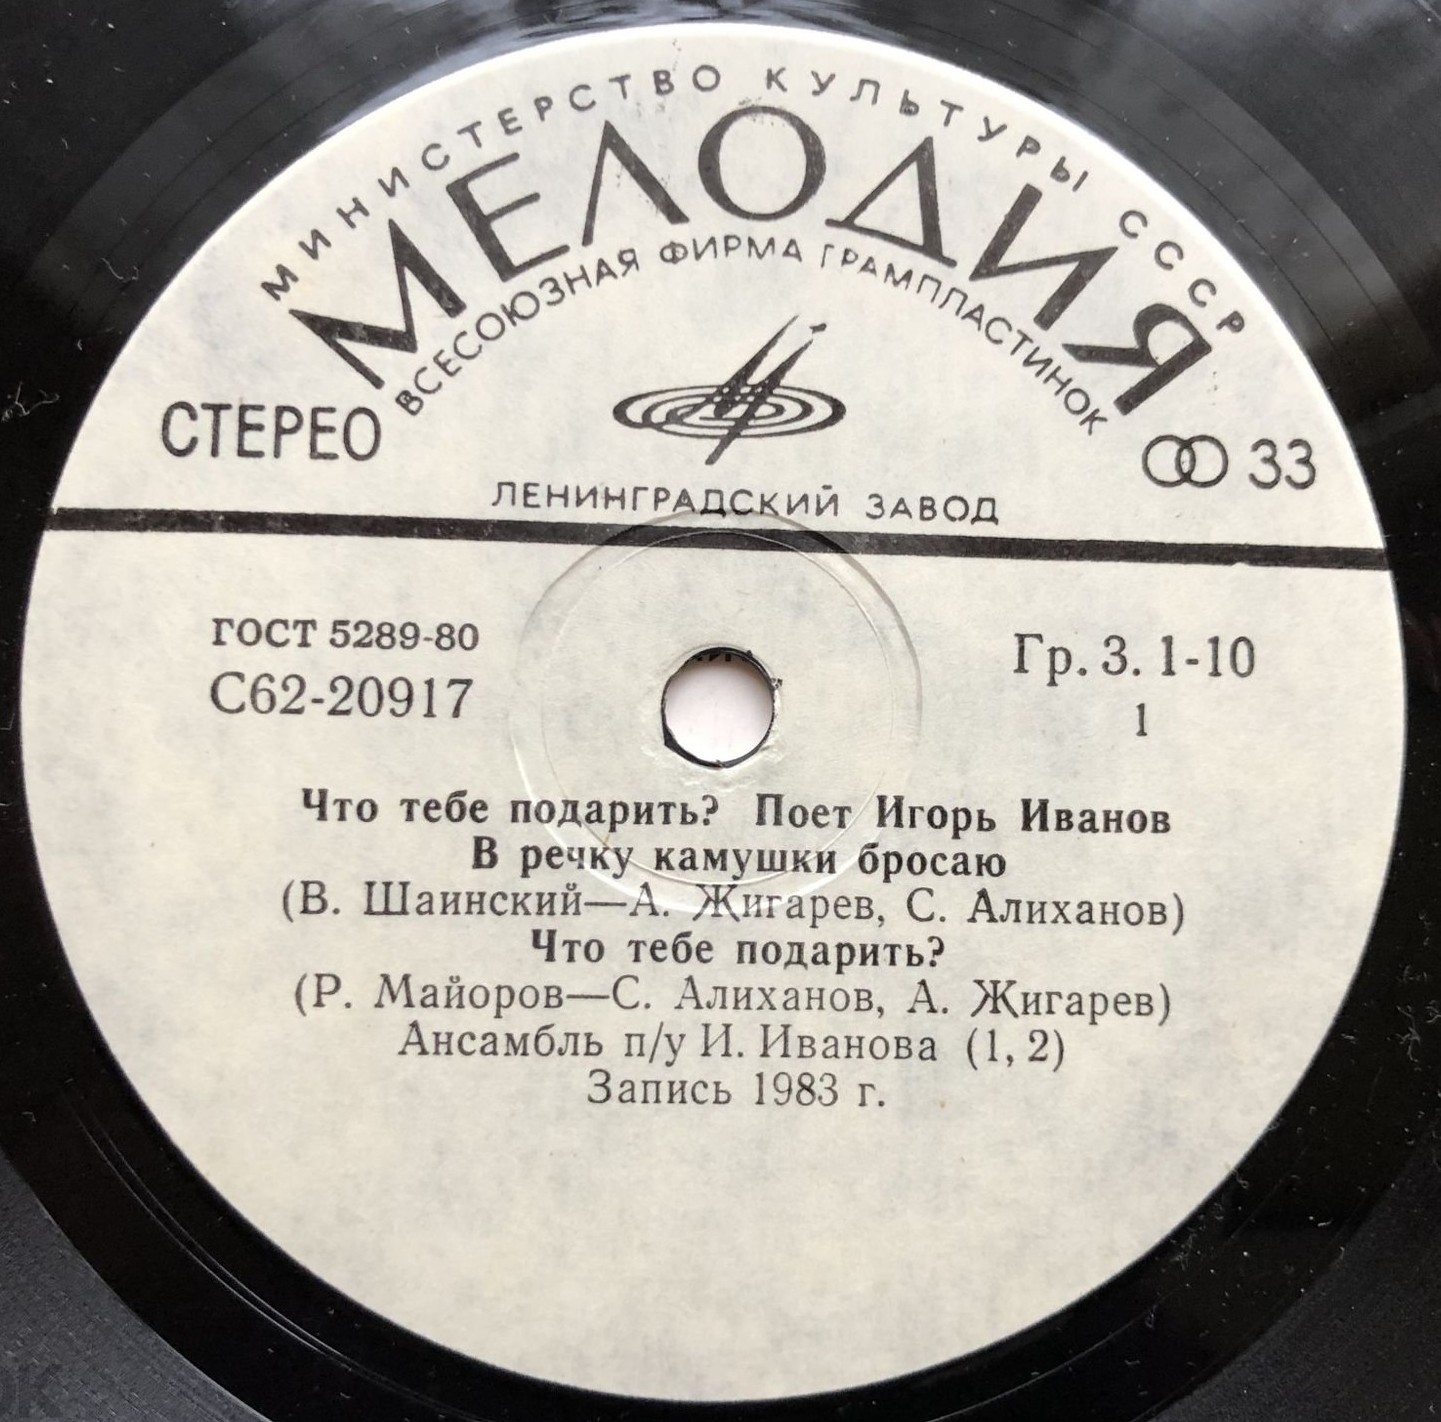 МИНИСТЕРСТВО КУЛЬТУРЫ СССР
МЕЛОДИЯ
ВСЕСОЮЗНАЯ ФИРМА ГРАМПЛАСТИНОК
СТЕРЕО
33
ЛЕНИНГРАДСКИЙ ЗАВОД
ГОСТ 5289-80
С62-20917
Гр. 3. 1-10
1
Что тебе подарить? Поет Игорь Иванов
В речку камушки бросаю
(В. Шаинский—А. Жигарев, С. Алиханов)
Что тебе подарить?
(Р. Майоров—С. Алиханов, А. Жигарев)
Ансамбль п/у И. Иванова (1, 2)
Запись 1983 г.